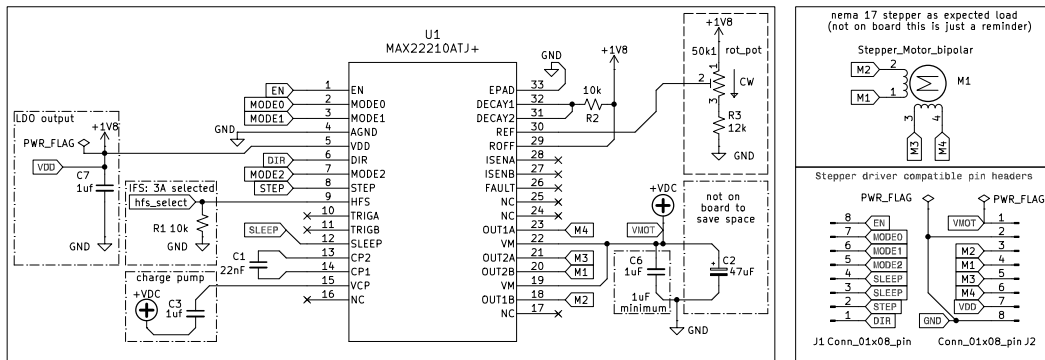 U1
MAX22210ATJ+
1 EN
2 MODE0
3 MODE1
4 AGND
5 VDD
6 DIR
7 MODE2
8 STEP
9 HFS
10 TRIGA
11 TRIGB
12 SLEEP
13 CP2
14 CP1
15 VCP
16 NC
EPAD 33
DECAY1 32
DECAY2 31
REF 30
ROFF 29
ISENA 28
ISENB 27
FAULT 26
NC 25
NC 24
OUT1A 23
VM 22
OUT2A 21
OUT2B 20
VM 19
OUT1B 18
NC 17
EN
MODE0
MODE1
GND
DIR
MODE2
STEP
SLEEP
LDO output
+1V8
PWR_FLAG
VDD
C7
1uf
GND
IFS: 3A selected
hfs_select
R1 10k
GND
C1
22nF
charge pump
+VDC
C3
1uf
GND
+1V8
10k
R2
+1V8
50k1 rot_pot
1
2
3
CW
R3
12k
GND
+VDC
VMOT
M4
M3
M1
M2
C6
1uF
1uF
minimum
not on
board to
save space
C2
47uF
GND
nema 17 stepper as expected load
(not on board this is just a reminder)
Stepper_Motor_bipolar
M2 2
M1 1
M1
3 4
M3 M4
Stepper driver compatible pin headers
PWR_FLAG PWR_FLAG
8 EN
7 MODE0
6 MODE1
5 MODE2
4 SLEEP
3 SLEEP
2 STEP
1 DIR
J1 Conn_01x08_pin
VMOT 1
2
M2 3
M1 4
M3 5
M4 6
VDD 7
GND 8
Conn_01x08_pin J2